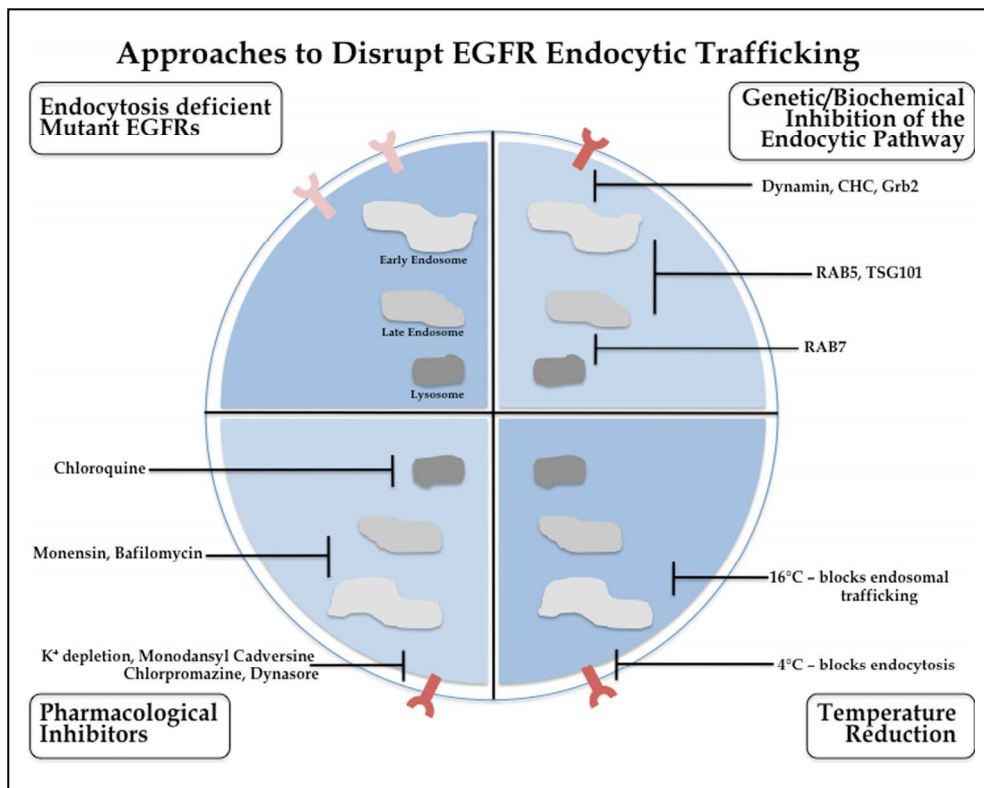 Approaches to Disrupt EGFR Endocytic Trafficking
Endocytosis deficient
Mutant EGFRs
Genetic/Biochemical
Inhibition of the
Endocytic Pathway
Dynamin, CHC, Grb2
Early Endosome
RAB5, TSG101
Late Endosome
RAB7
Lysosome
Chloroquine
Monensin, Bafilomycin
16°C – blocks endosomal
trafficking
K⁺ depletion, Monodansyl Cadversine
Chlorpromazine, Dynasore
4°C – blocks endocytosis
Pharmacological
Inhibitors
Temperature
Reduction